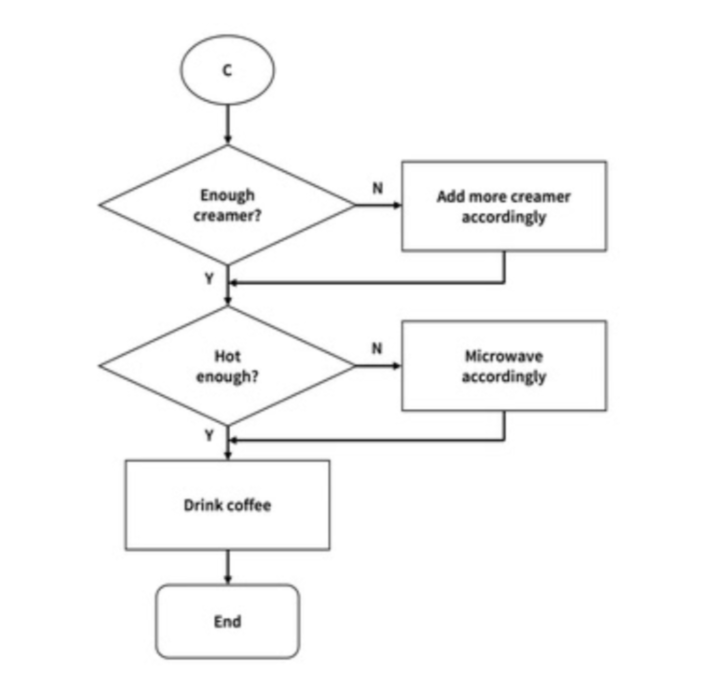 C
Enough
creamer?
N
Add more creamer
accordingly
Y
Hot
enough?
N
Microwave
accordingly
Y
Drink coffee
End